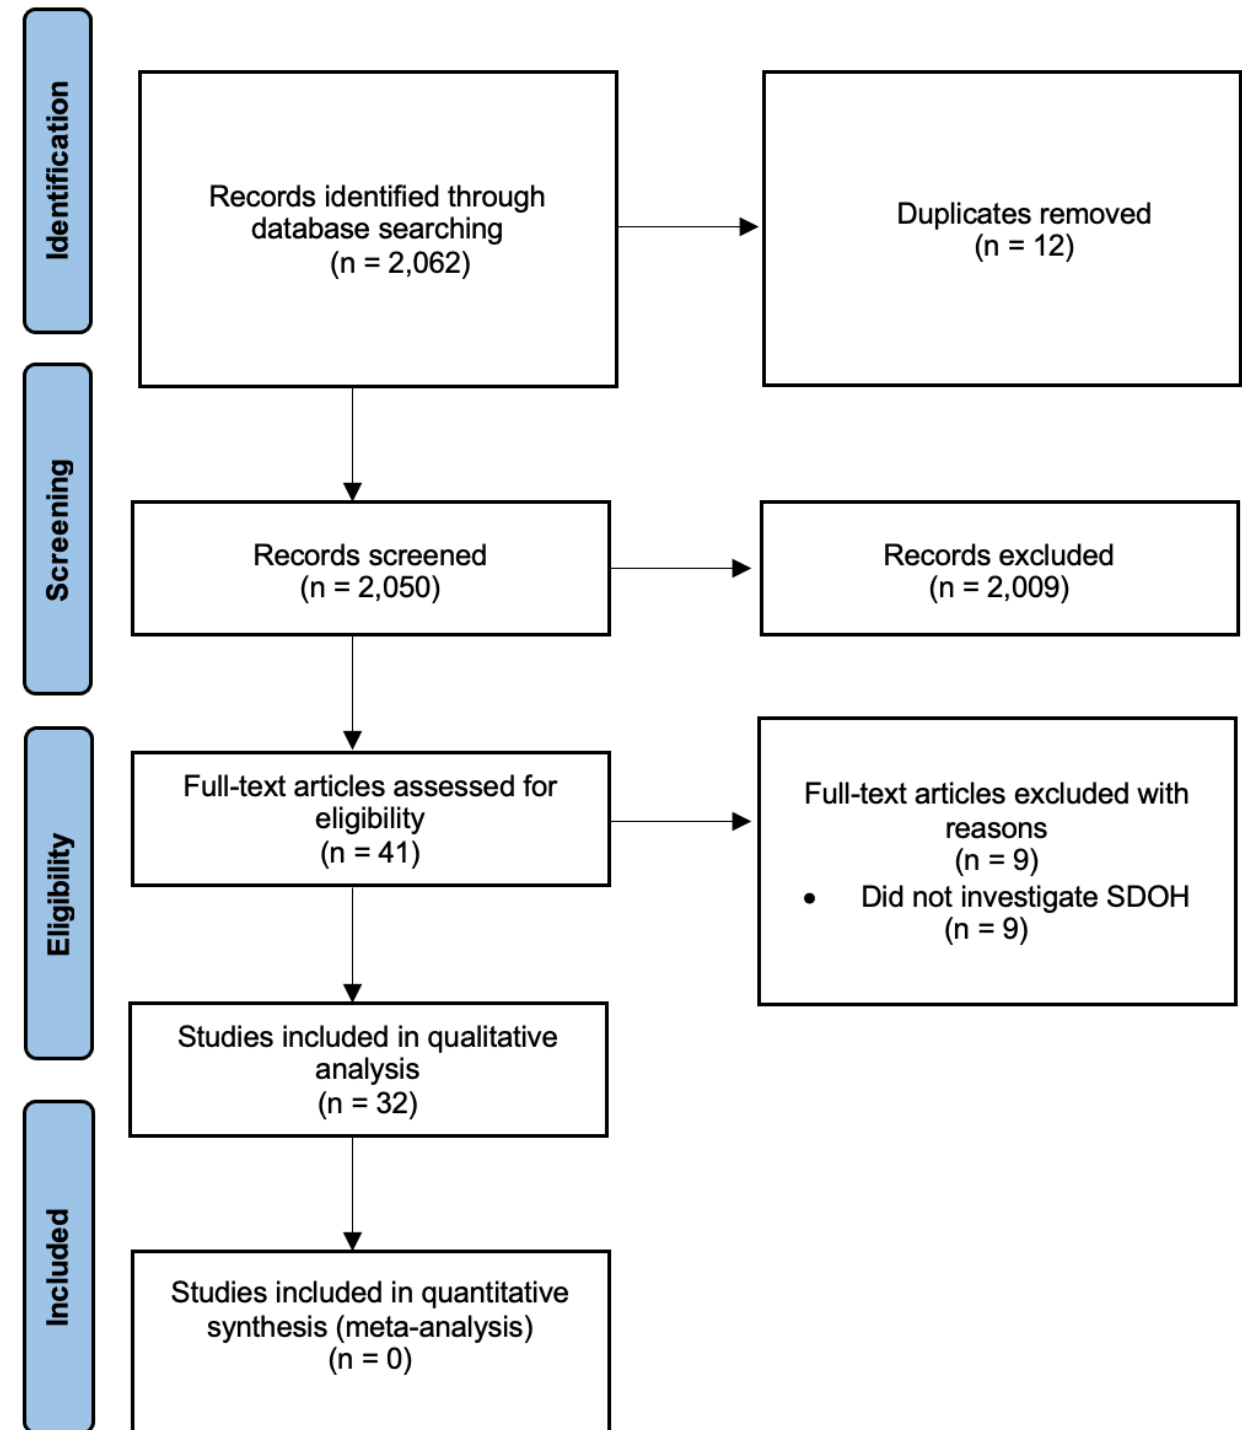 Identification
Records identified through
database searching
(n = 2,062)
Duplicates removed
(n = 12)
Screening
Records screened
(n = 2,050)
Records excluded
(n = 2,009)
Eligibility
Full-text articles assessed for
eligibility
(n = 41)
Full-text articles excluded with
reasons
(n = 9)
• Did not investigate SDOH
(n = 9)
Studies included in qualitative
analysis
(n = 32)
Included
Studies included in quantitative
synthesis (meta-analysis)
(n = 0)